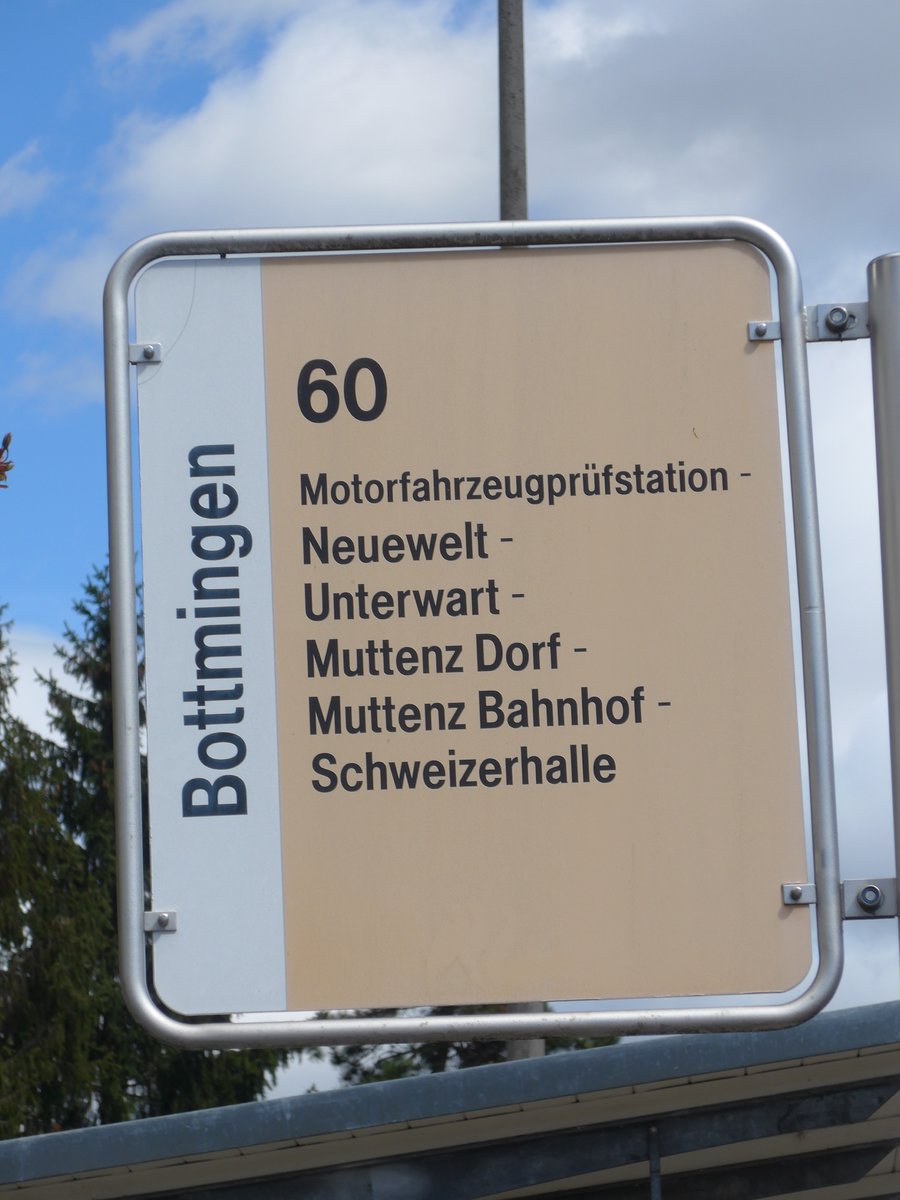 Bottmingen
60
Motorfahrzeugprüfstation -
Neuewelt -
Unterwart -
Muttenz Dorf -
Muttenz Bahnhof -
Schweizerhalle